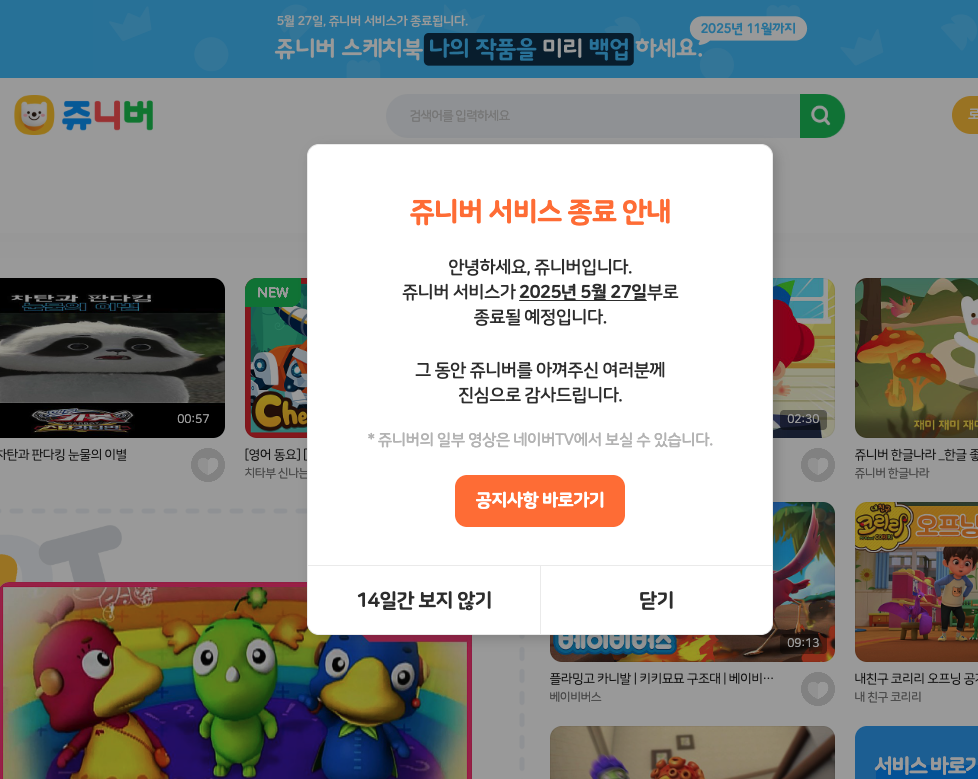 5월 27일, 쥬니버 서비스가 종료됩니다.
쥬니버 스케치북 나의 작품을 미리 백업 하세요.
2025년 11월까지
쥬니버
검색어를 입력하세요
쥬니버 서비스 종료 안내
안녕하세요, 쥬니버입니다.
쥬니버 서비스가 2025년 5월 27일부로
종료될 예정입니다.
그 동안 쥬니버를 아껴주신 여러분께
진심으로 감사드립니다.
* 쥬니버의 일부 영상은 네이버TV에서 보실 수 있습니다.
공지사항 바로가기
14일간 보지 않기
닫기
차탄과 판다킹
00:57
차탄과 판다킹 눈물의 이별
NEW
Che
[영어 동요] [
치타부 신나는
02:30
재미 재미 재미
쥬니버 한글나라 _한글 좋
쥬니버 한글나라
베이비버스
09:13
플라밍고 카니발 | 키키묘묘 구조대 | 베이비…
베이비버스
내친구
코리리
오프닝
내친구 코리리 오프닝 공개
내 친구 코리리
서비스 바로가